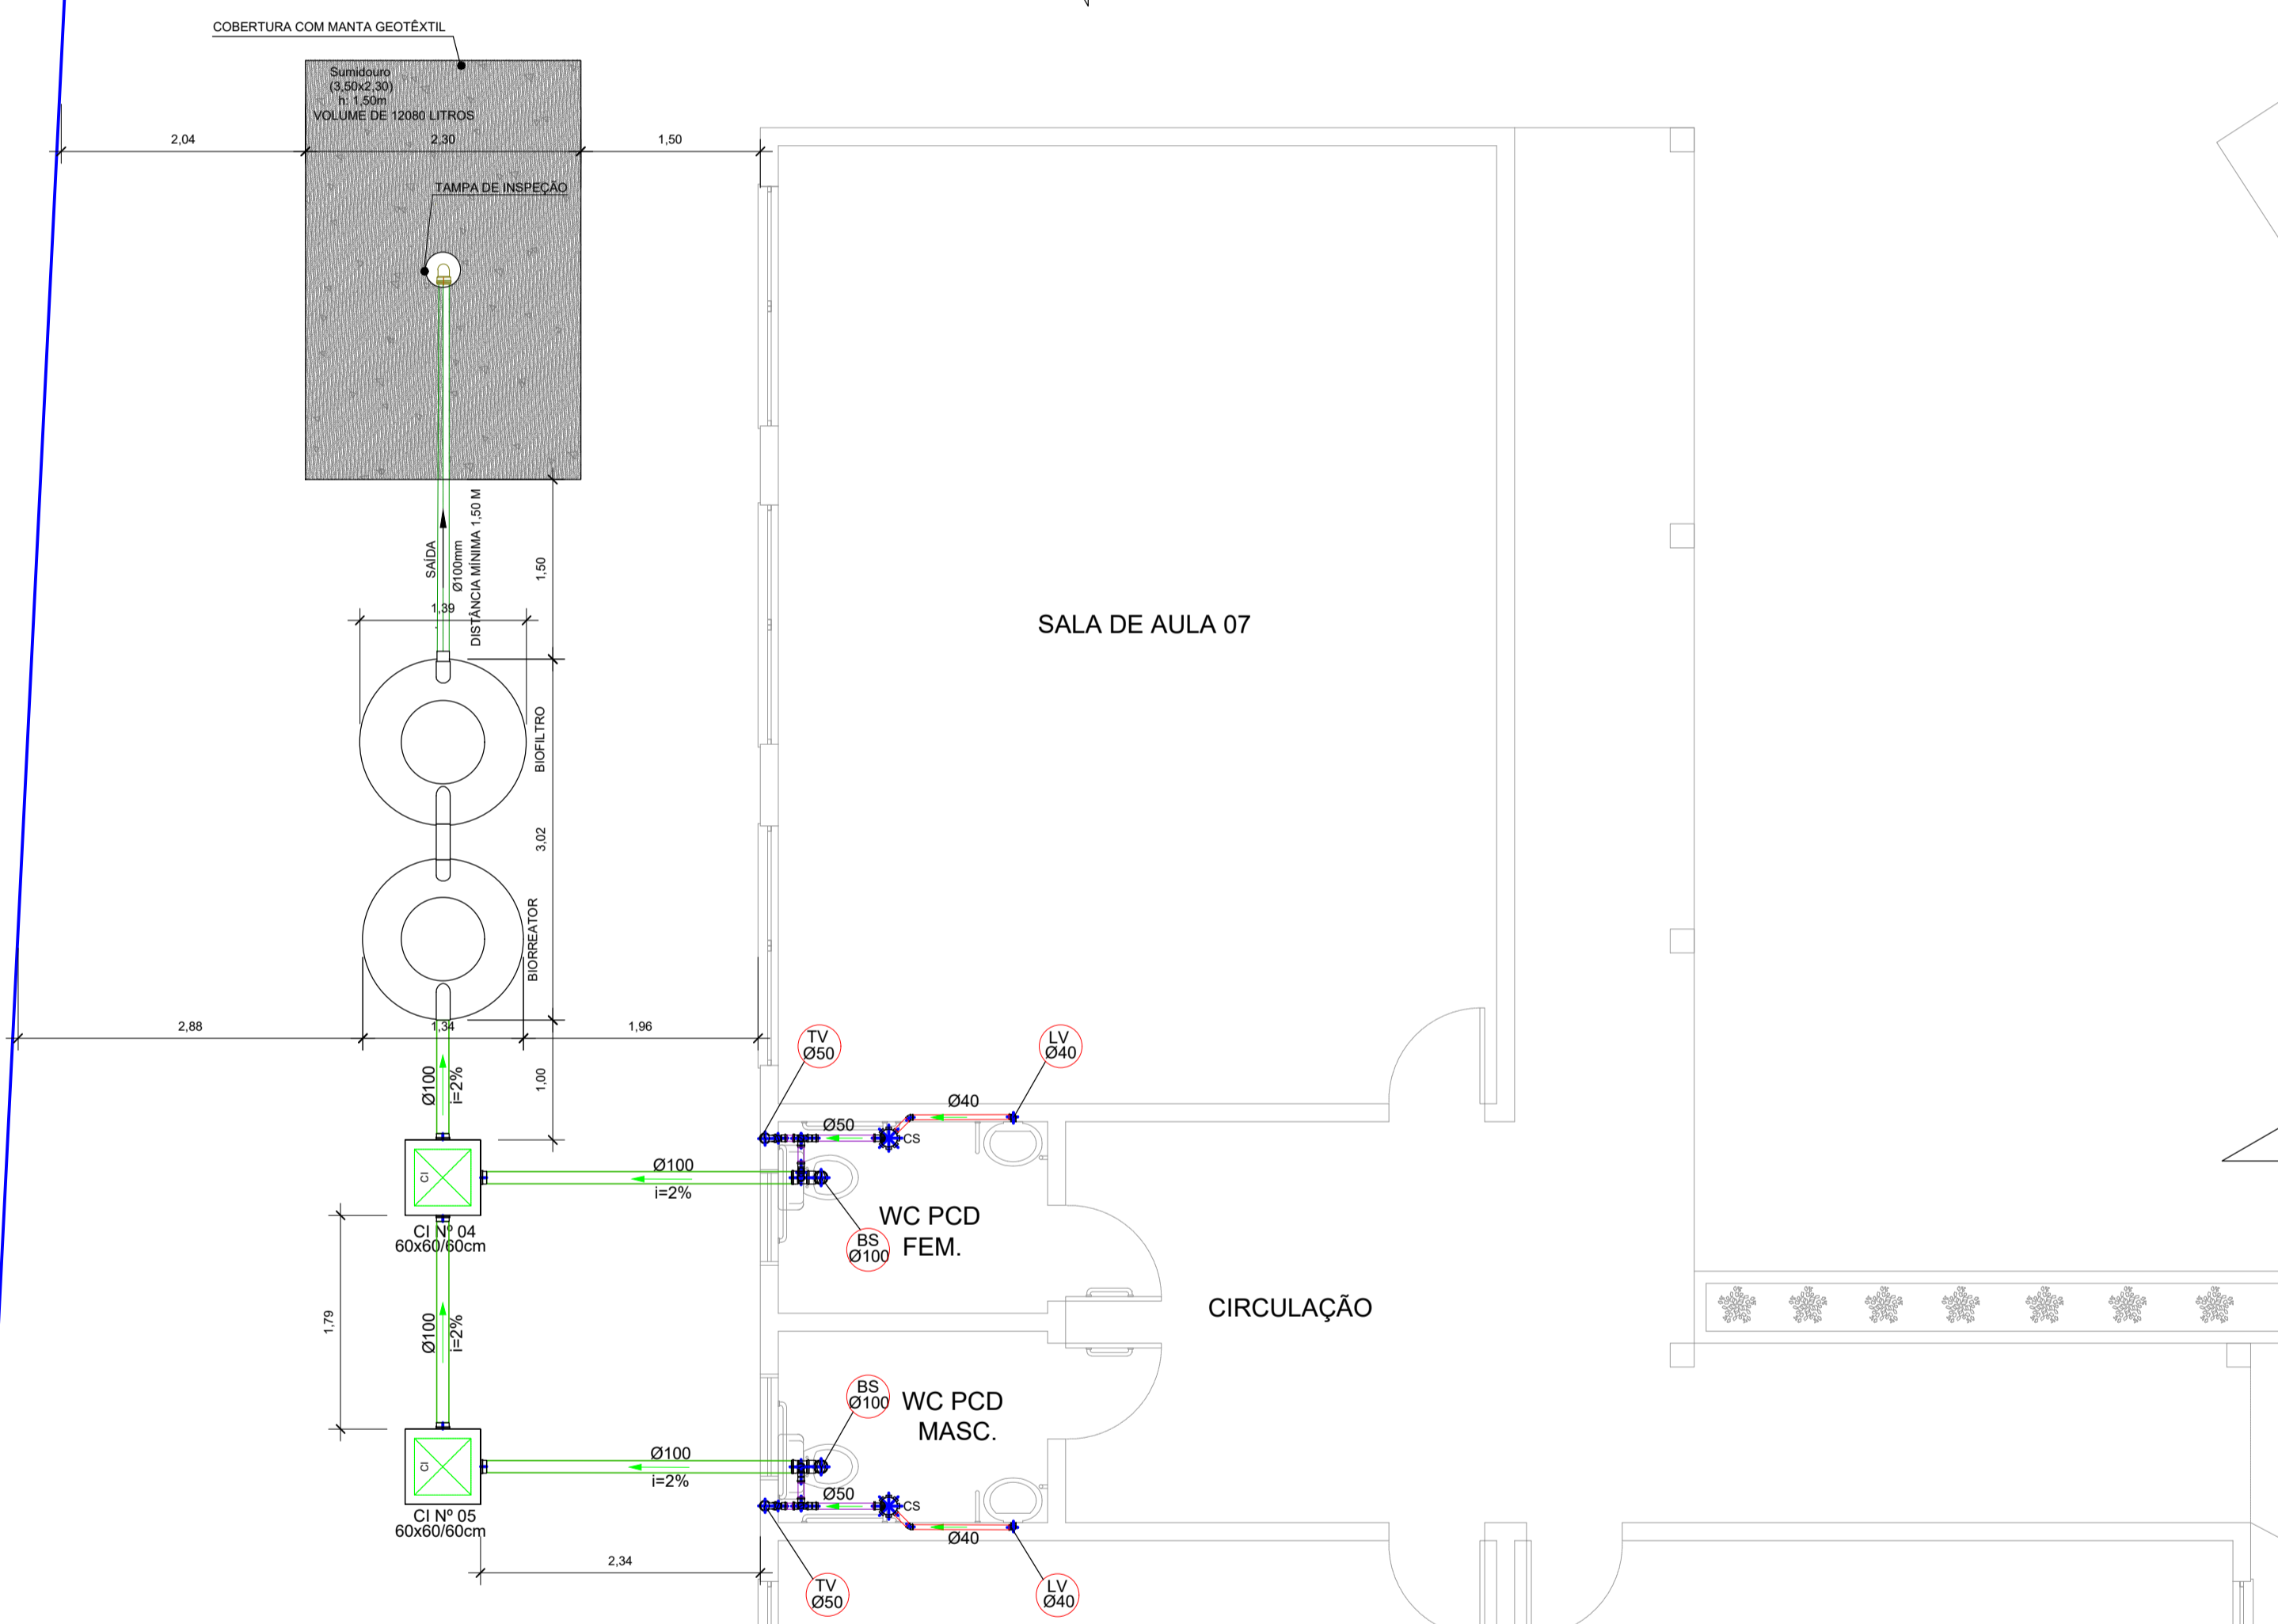 COBERTURA COM MANTA GEOTÊXTIL
Sumidouro
(3,50x2,30)
h: 1,50m
VOLUME DE 12080 LITROS
2,04
2,30
1,50
TAMPA DE INSPEÇÃO
SAÍDA
Ø100mm
DISTÂNCIA MÍNIMA 1,50 M
1,50
1,39
SALA DE AULA 07
BIOFILTRO
3,02
BIORREATOR
2,88
1,34
1,96
TV
Ø50
LV
Ø40
Ø100
i=2%
1,00
Ø40
Ø50
CS
CI
Ø100
i=2%
CI Nº 04
60x60/60cm
WC PCD
FEM.
BS
Ø100
CIRCULAÇÃO
1,79
Ø100
i=2%
BS
Ø100
WC PCD
MASC.
CI
Ø100
i=2%
Ø50
CS
Ø40
CI Nº 05
60x60/60cm
2,34
TV
Ø50
LV
Ø40